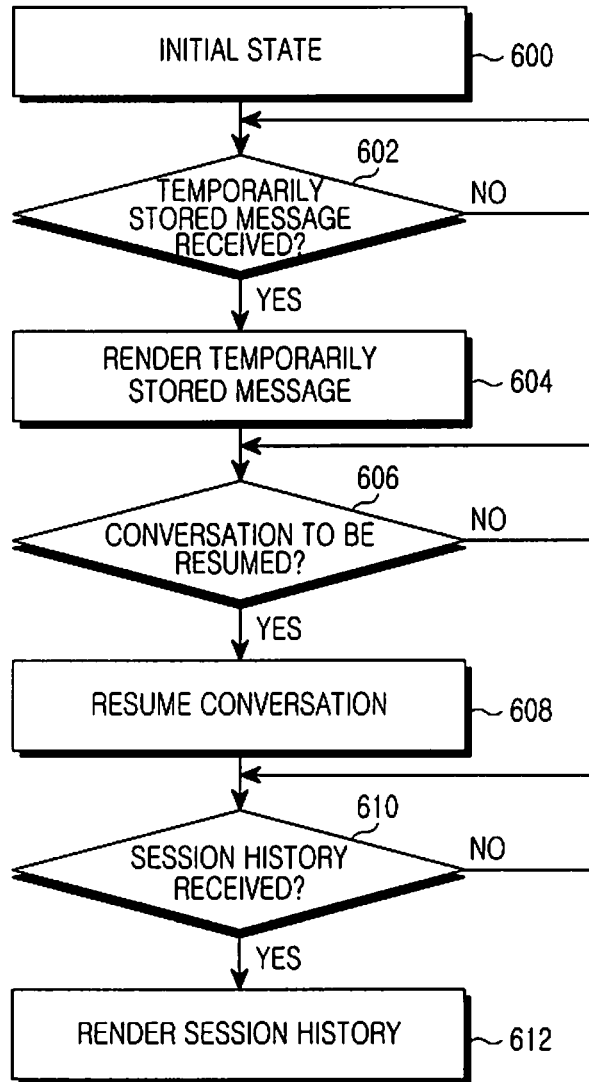 INITIAL STATE
600
602
TEMPORARILY
STORED MESSAGE
RECEIVED?
NO
YES
RENDER TEMPORARILY
STORED MESSAGE
604
606
CONVERSATION TO BE
RESUMED?
NO
YES
RESUME CONVERSATION
608
610
SESSION HISTORY
RECEIVED?
NO
YES
RENDER SESSION HISTORY
612